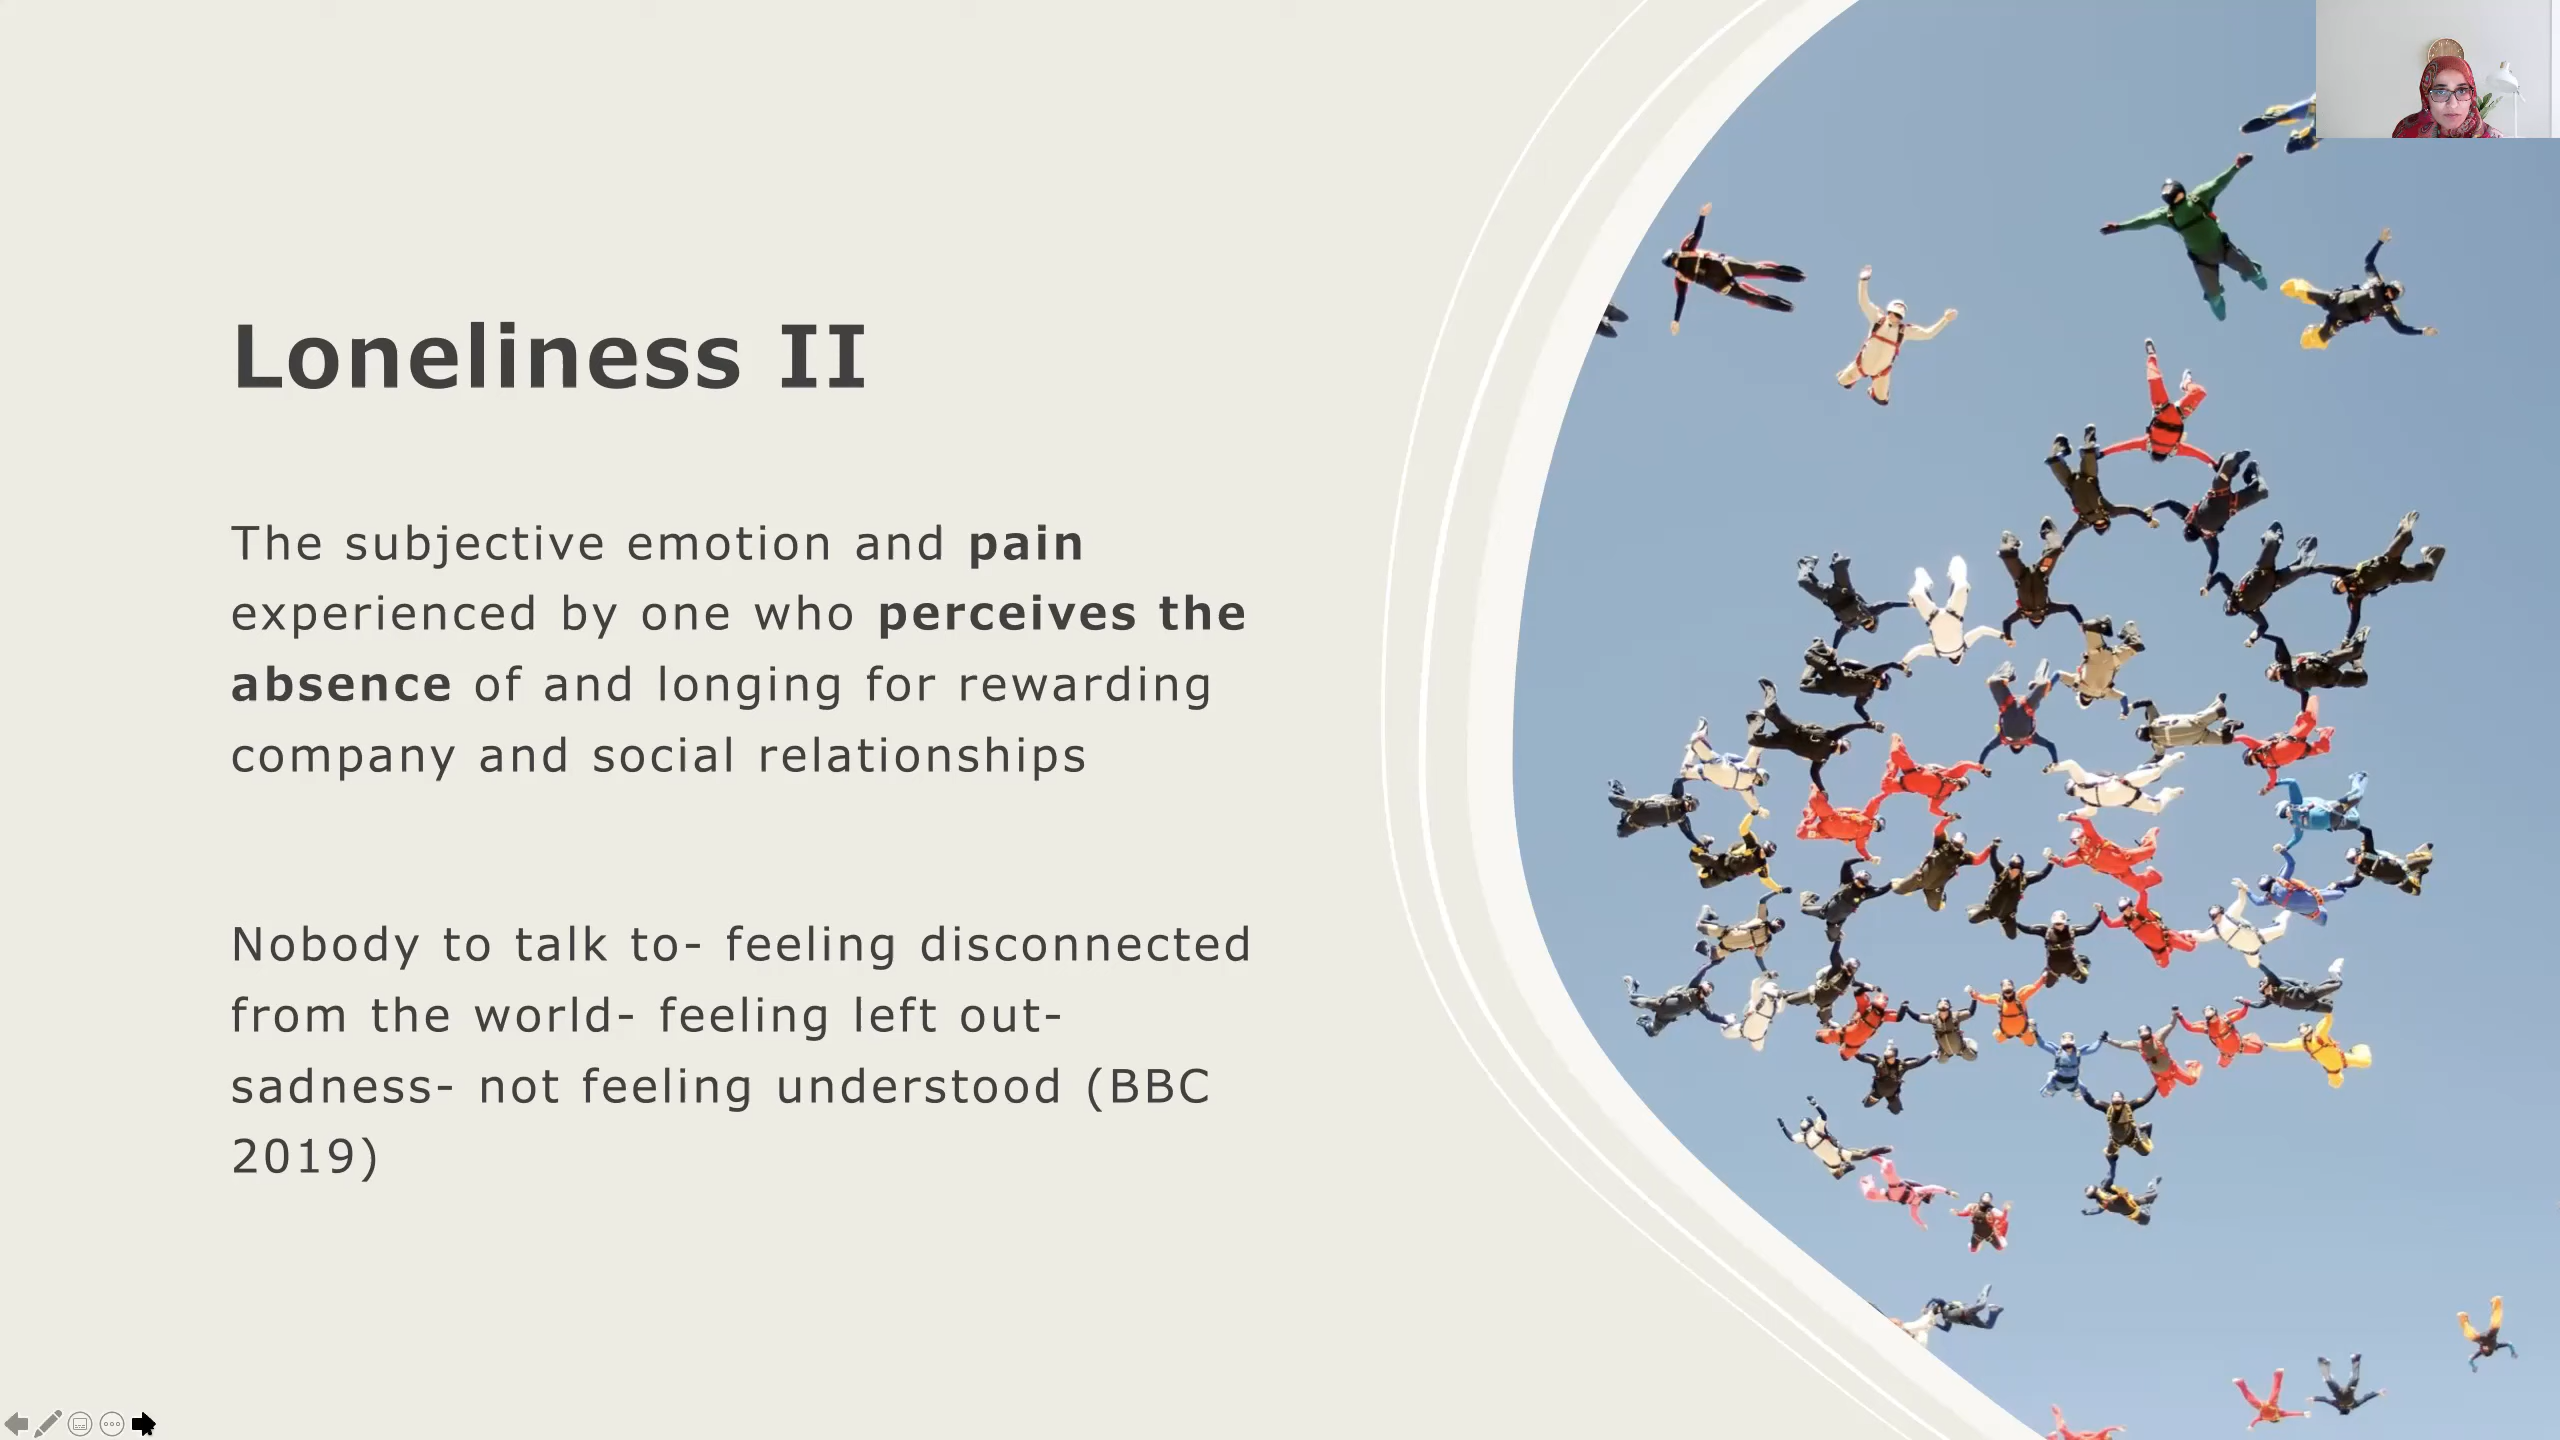 Loneliness II
The subjective emotion and pain
experienced by one who perceives the
absence of and longing for rewarding
company and social relationships
Nobody to talk to- feeling disconnected
from the world- feeling left out-
sadness- not feeling understood (BBC
2019)